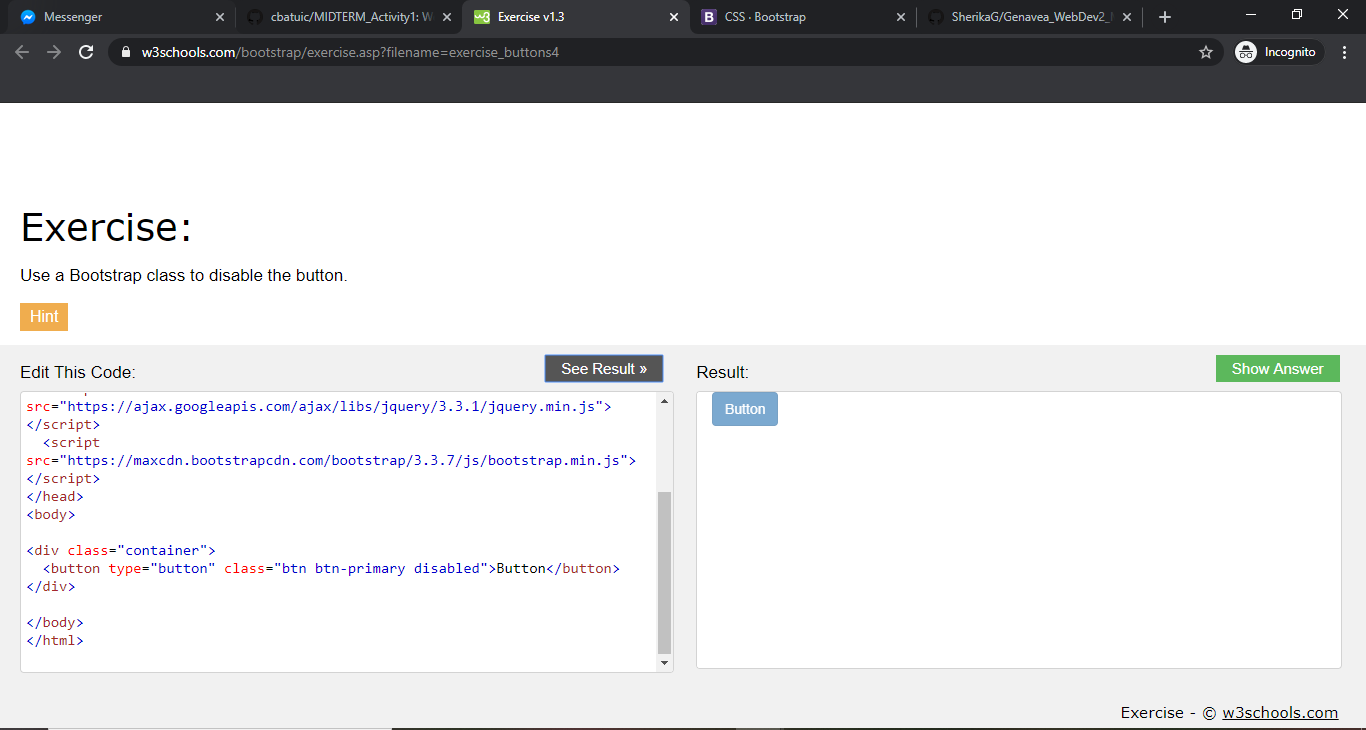 Messenger
cbatuic/MIDTERM_Activity1: W
Exercise v1.3
CSS · Bootstrap
SherikaG/Genavea_WebDev2_
w3schools.com/bootstrap/exercise.asp?filename=exercise_buttons4
Incognito
Exercise:
Use a Bootstrap class to disable the button.
Hint
Edit This Code:
See Result »
Result:
Show Answer
src="https://ajax.googleapis.com/ajax/libs/jquery/3.3.1/jquery.min.js">
</script>
<script
src="https://maxcdn.bootstrapcdn.com/bootstrap/3.3.7/js/bootstrap.min.js">
</script>
</head>
<body>
<div class="container">
<button type="button" class="btn btn-primary disabled">Button</button>
</div>
</body>
</html>
Button
Exercise - © w3schools.com